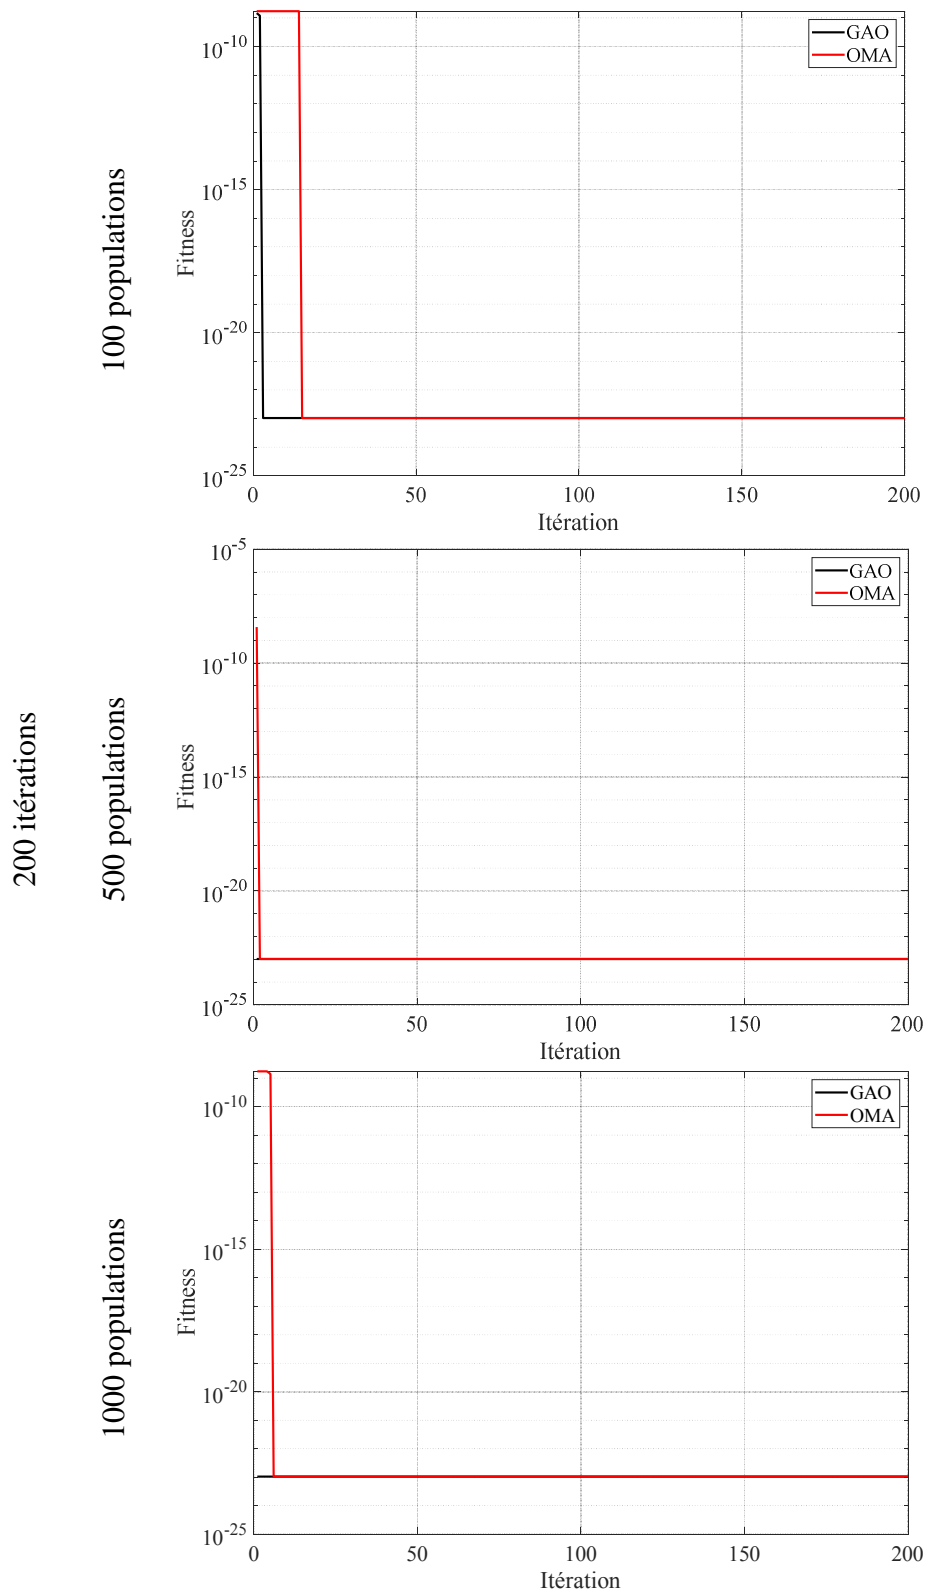 200 itérations
100 populations
10^-10
10^-15
10^-20
10^-25
Fitness
GAO
OMA
0 50 100 150 200
Itération
500 populations
10^-5
10^-10
10^-15
10^-20
10^-25
Fitness
GAO
OMA
0 50 100 150 200
Itération
1000 populations
10^-10
10^-15
10^-20
10^-25
Fitness
GAO
OMA
0 50 100 150 200
Itération